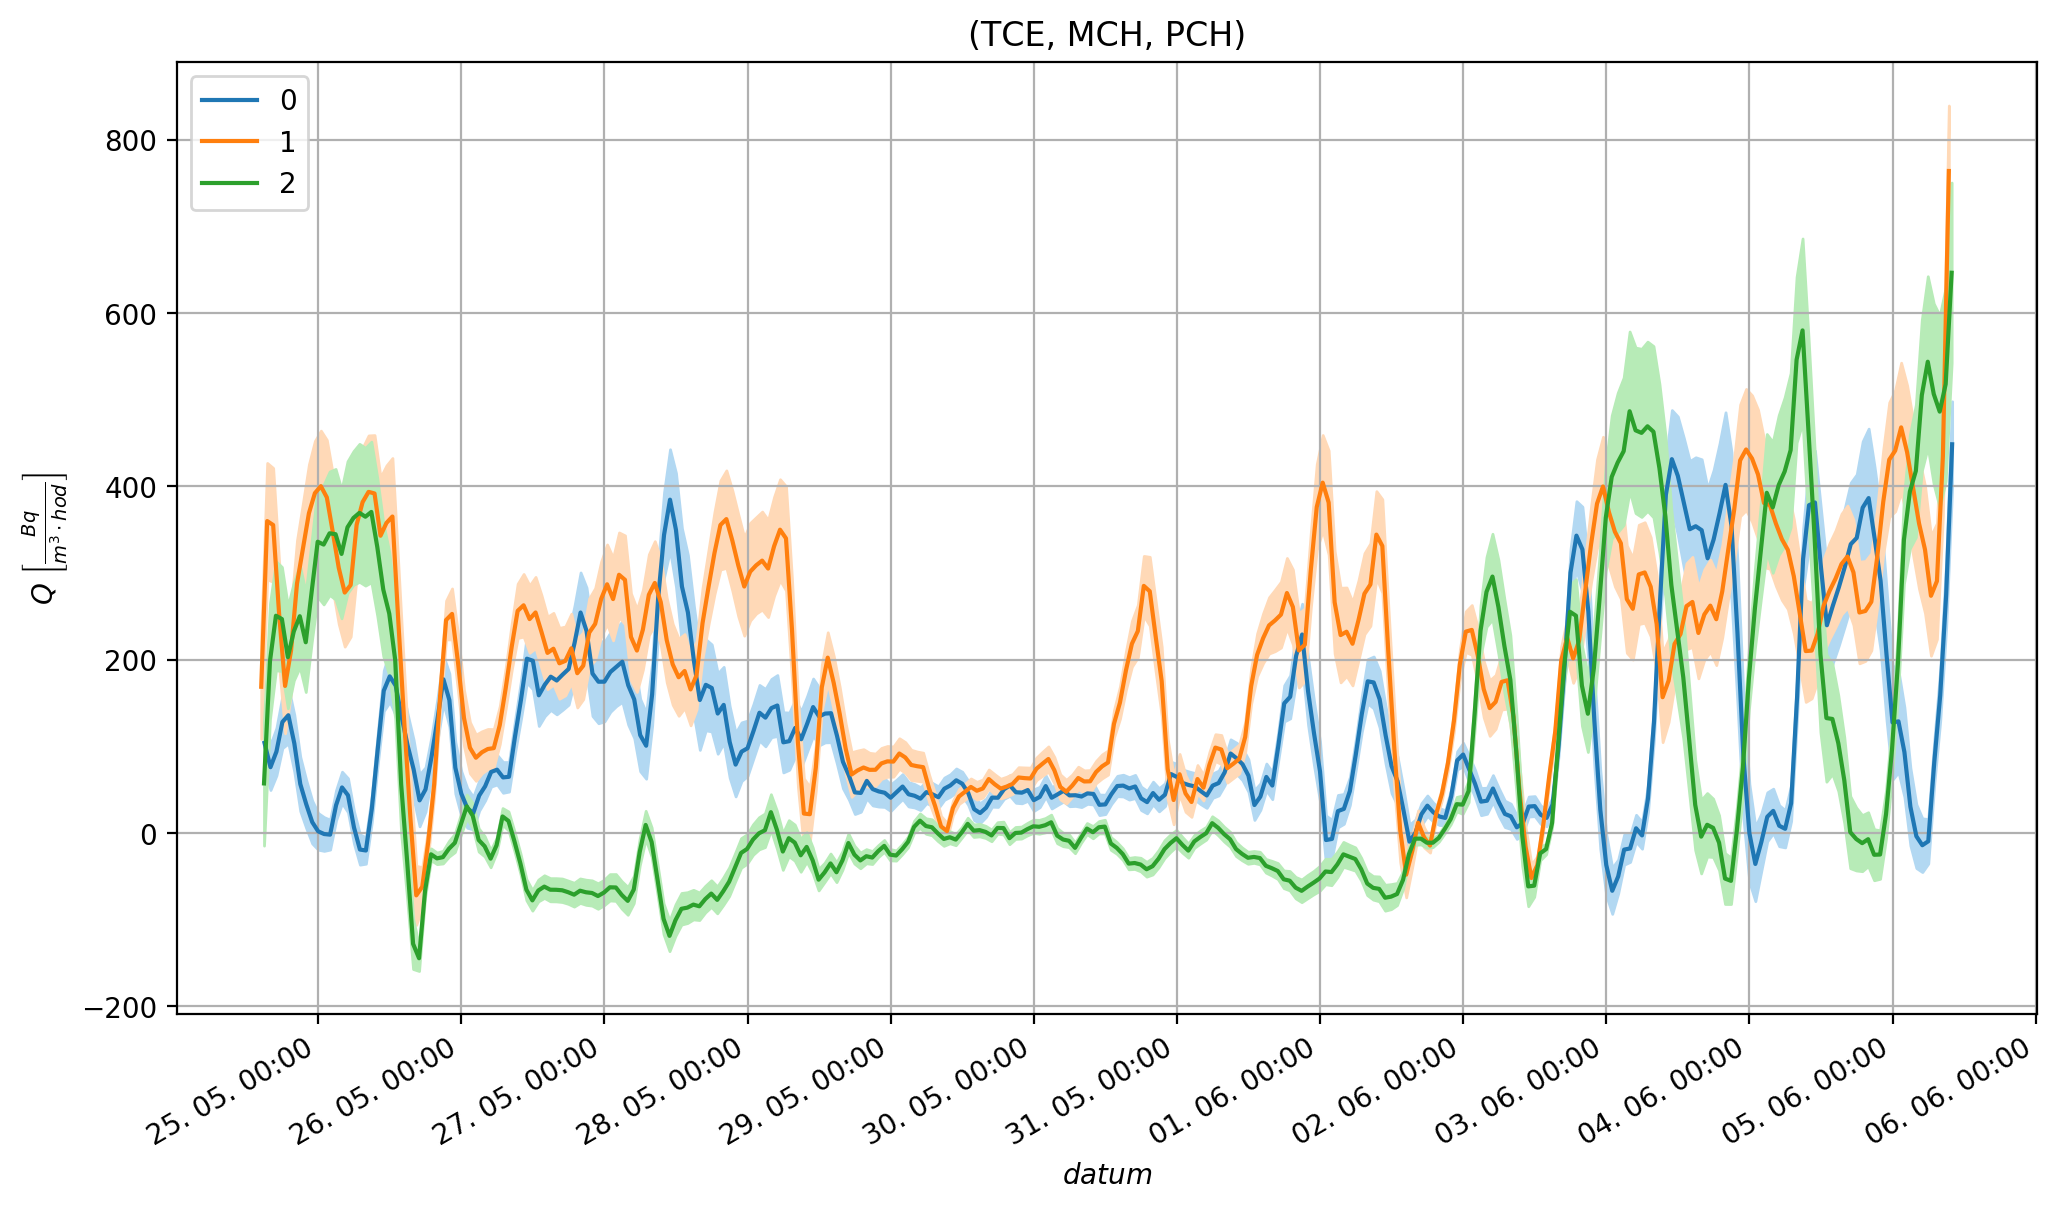 (TCE, MCH, PCH)
0
1
2
800
600
400
200
0
−200
Q [Bq / m³ · hod]
25. 05. 00:00
26. 05. 00:00
27. 05. 00:00
28. 05. 00:00
29. 05. 00:00
30. 05. 00:00
31. 05. 00:00
01. 06. 00:00
02. 06. 00:00
03. 06. 00:00
04. 06. 00:00
05. 06. 00:00
06. 06. 00:00
datum